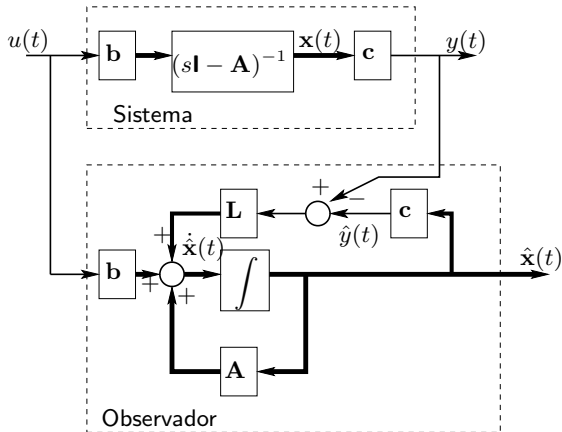 u(t)
b
(sI − A)⁻¹
x(t)
c
y(t)
Sistema
+
−
L
c
ŷ(t)
+
ẋ̂(t)
b
+
+
∫
x̂(t)
A
Observador